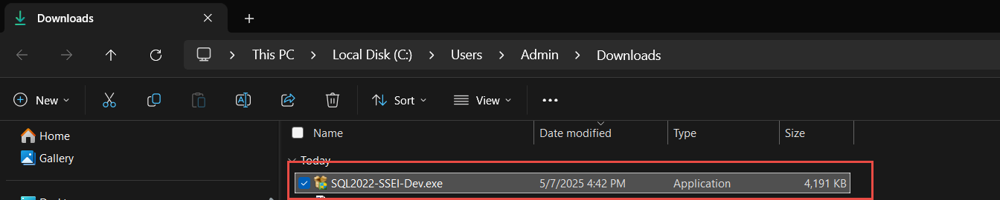 Downloads
This PC > Local Disk (C:) > Users > Admin > Downloads
New Sort View
Home
Gallery
Name Date modified Type Size
Today
SQL2022-SSEI-Dev.exe 5/7/2025 4:42 PM Application 4,191 KB